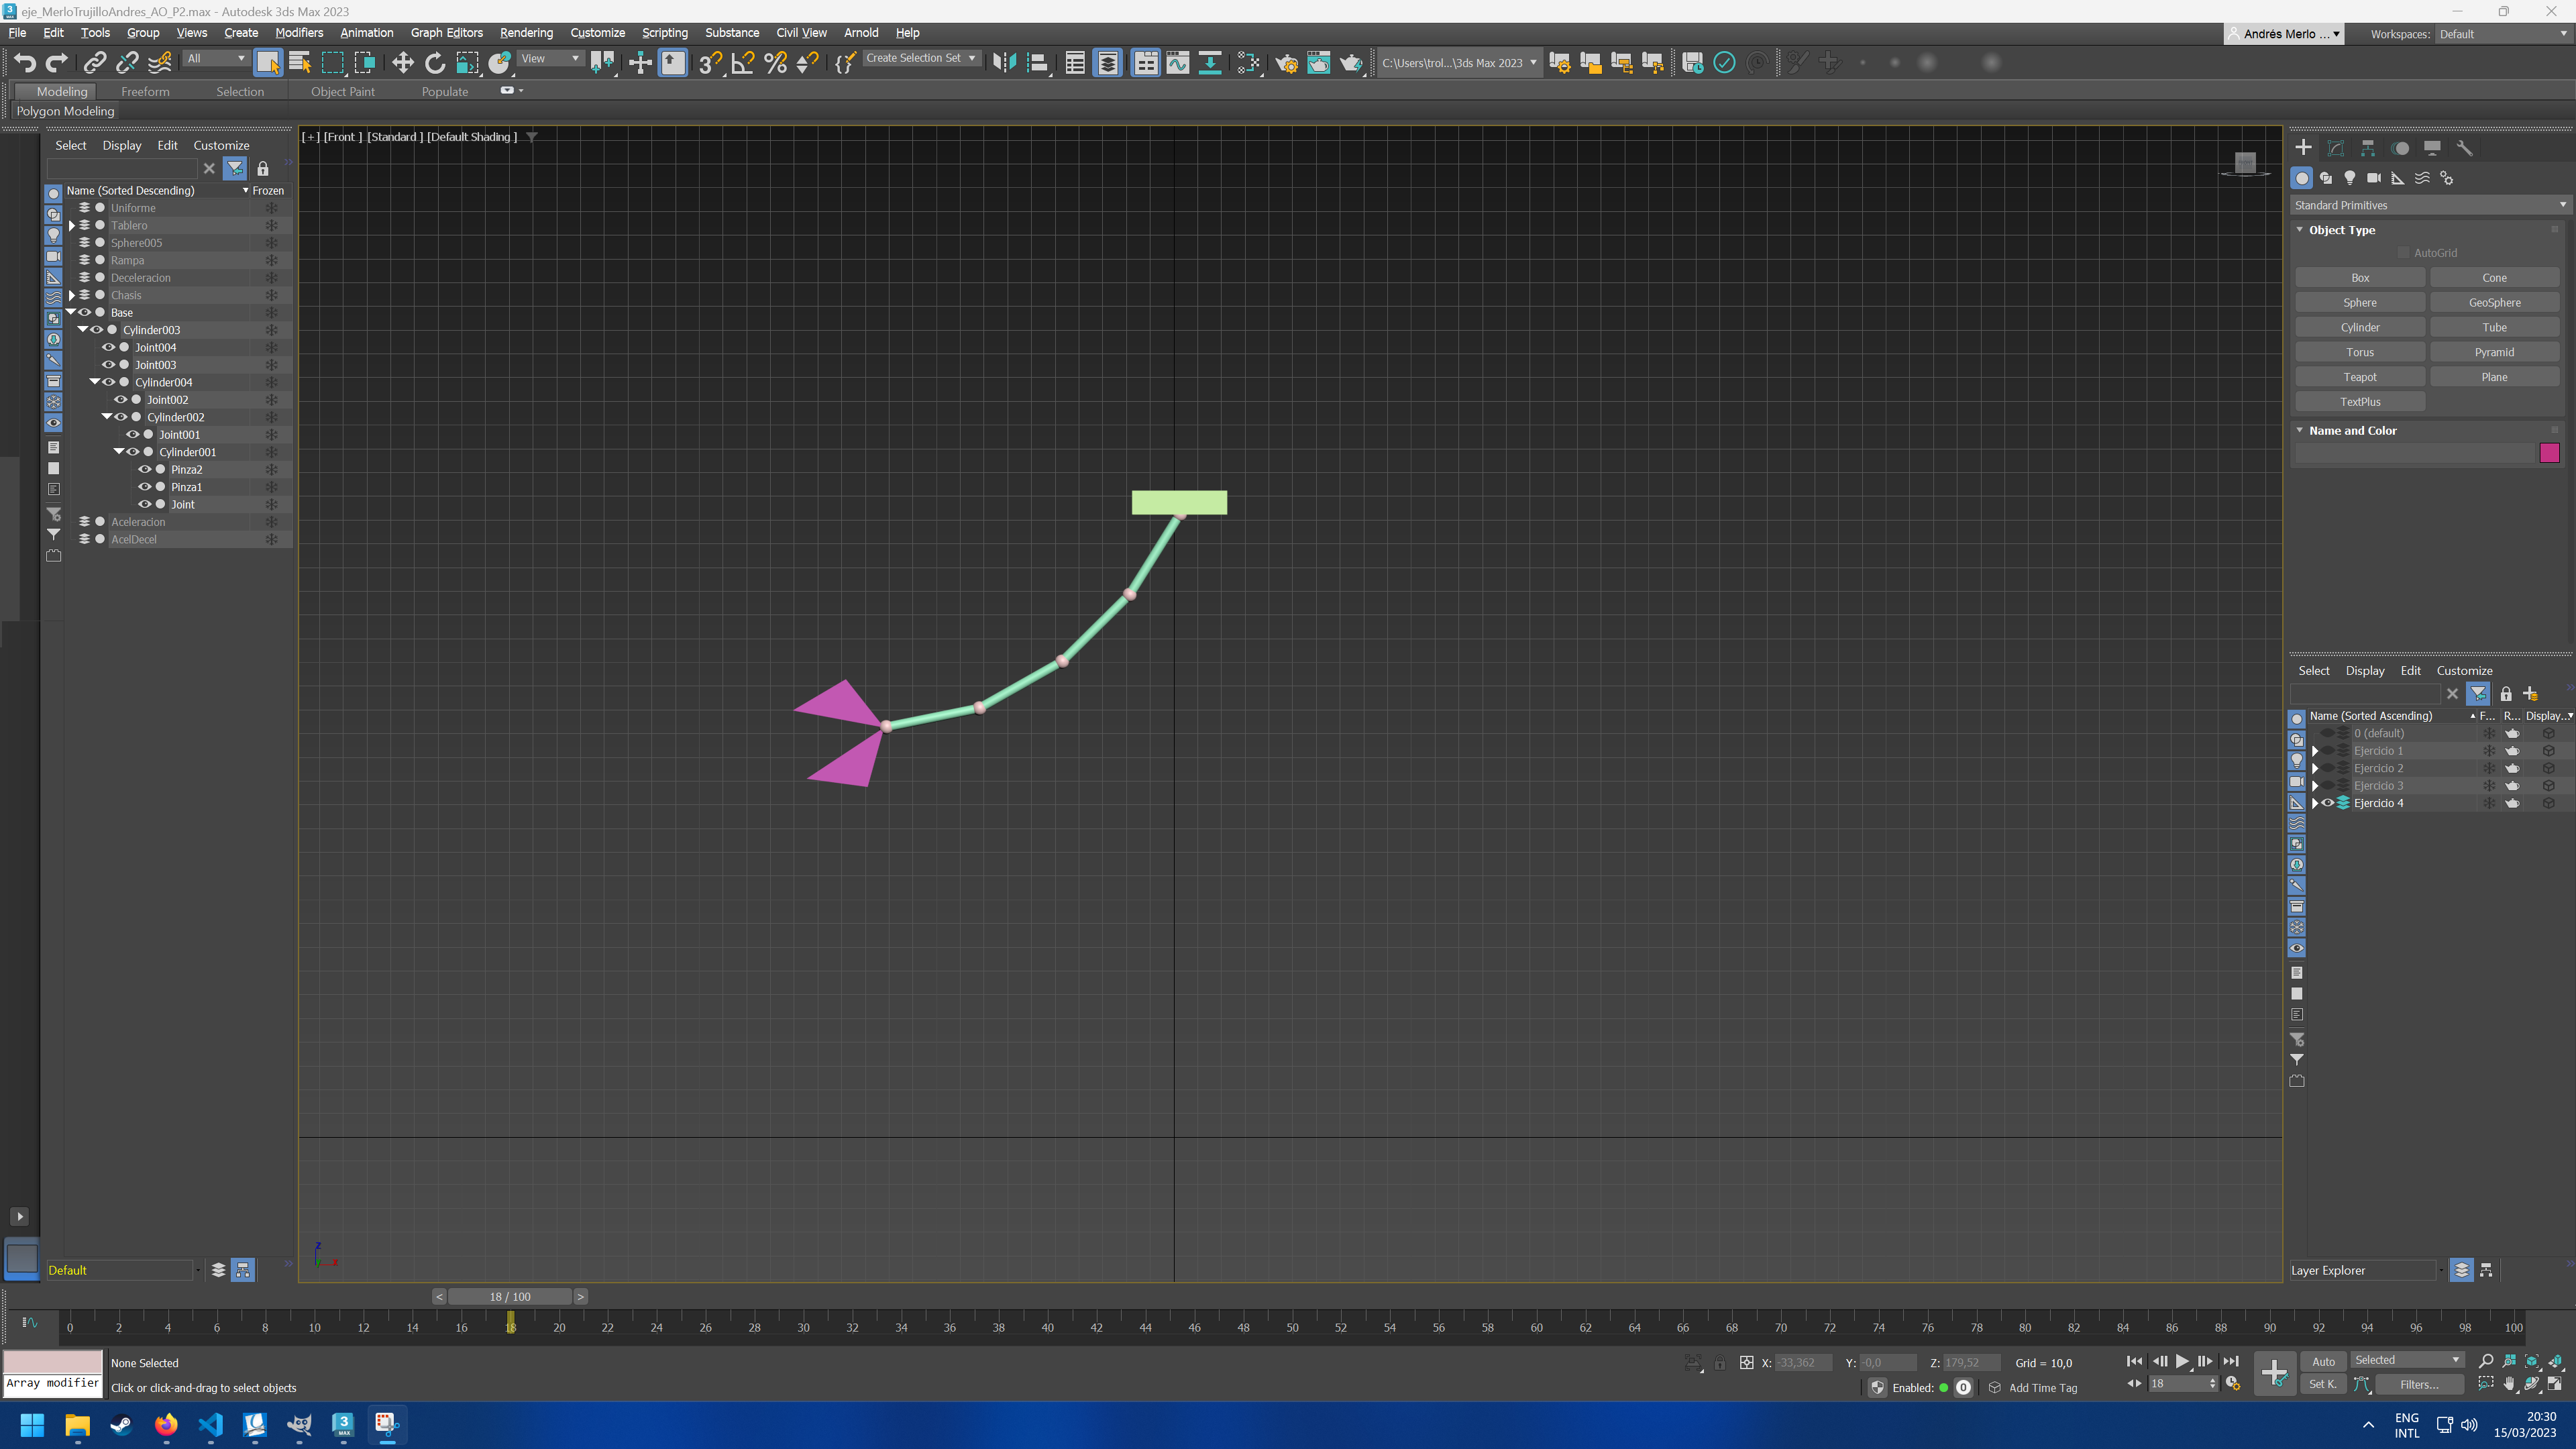 eje_MerloTrujilloAndres_AO_P2.max - Autodesk 3ds Max 2023
File Edit Tools Group Views Create Modifiers Animation Graph Editors Rendering Customize Scripting Substance Civil View Arnold Help
Andrés Merlo ... Workspaces: Default
All View Create Selection Set C:\Users\trol...\3ds Max 2023
Modeling Freeform Selection Object Paint Populate
Polygon Modeling
Select Display Edit Customize
[+] [Front ] [Standard ] [Default Shading ]
Name (Sorted Descending) Frozen
Uniforme
Tablero
Sphere005
Rampa
Deceleracion
Chasis
Base
Cylinder003
Joint004
Joint003
Cylinder004
Joint002
Cylinder002
Joint001
Cylinder001
Pinza2
Pinza1
Joint
Aceleracion
AcelDecel
Standard Primitives
Object Type
AutoGrid
Box Cone
Sphere GeoSphere
Cylinder Tube
Torus Pyramid
Teapot Plane
TextPlus
Name and Color
Select Display Edit Customize
Name (Sorted Ascending) F... R... Display...
0 (default)
Ejercicio 1
Ejercicio 2
Ejercicio 3
Ejercicio 4
z
x
Default
Layer Explorer
< 18 / 100 >
0 2 4 6 8 10 12 14 16 18 20 22 24 26 28 30 32 34 36 38 40 42 44 46 48 50 52 54 56 58 60 62 64 66 68 70 72 74 76 78 80 82 84 86 88 90 92 94 96 98 100
None Selected X: -33,362 Y: -0,0 Z: 179,52 Grid = 10,0 Auto Selected
Array modifier Click or click-and-drag to select objects Enabled: 0 Add Time Tag 18 Set K. Filters...
ENG
INTL
20:30
15/03/2023